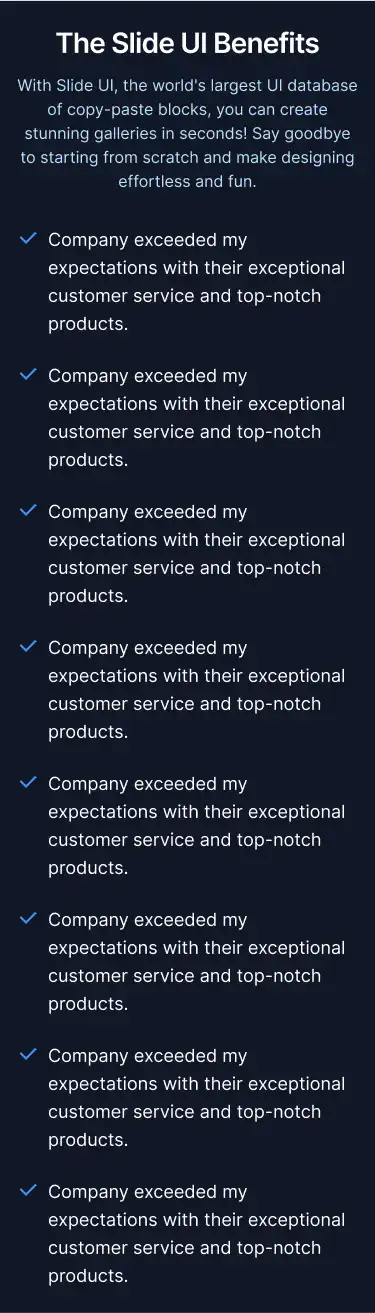 The Slide UI Benefits
With Slide UI, the world's largest UI database
of copy-paste blocks, you can create
stunning galleries in seconds! Say goodbye
to starting from scratch and make designing
effortless and fun.
Company exceeded my
expectations with their exceptional
customer service and top-notch
products.
Company exceeded my
expectations with their exceptional
customer service and top-notch
products.
Company exceeded my
expectations with their exceptional
customer service and top-notch
products.
Company exceeded my
expectations with their exceptional
customer service and top-notch
products.
Company exceeded my
expectations with their exceptional
customer service and top-notch
products.
Company exceeded my
expectations with their exceptional
customer service and top-notch
products.
Company exceeded my
expectations with their exceptional
customer service and top-notch
products.
Company exceeded my
expectations with their exceptional
customer service and top-notch
products.